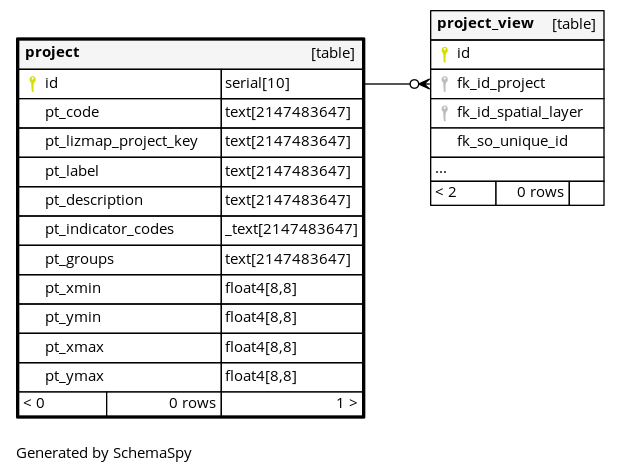 project [table]
id serial[10]
pt_code text[2147483647]
pt_lizmap_project_key text[2147483647]
pt_label text[2147483647]
pt_description text[2147483647]
pt_indicator_codes _text[2147483647]
pt_groups text[2147483647]
pt_xmin float4[8,8]
pt_ymin float4[8,8]
pt_xmax float4[8,8]
pt_ymax float4[8,8]
< 0 0 rows 1 >
project_view [table]
id
fk_id_project
fk_id_spatial_layer
fk_so_unique_id
...
< 2 0 rows
Generated by SchemaSpy